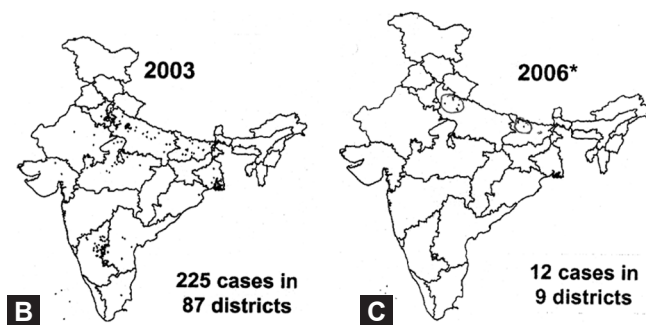 2003
225 cases in
87 districts
B
2006*
12 cases in
9 districts
C